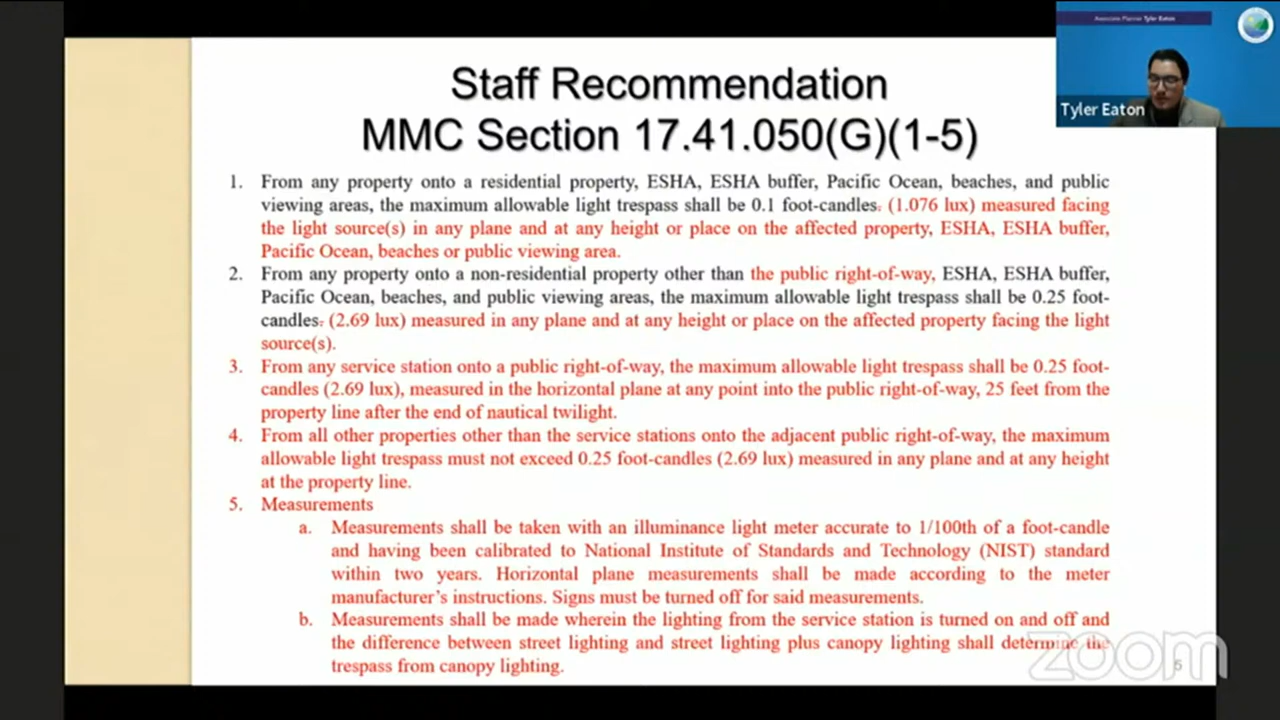 Associate Planner Tyler Eaton
Tyler Eaton
Staff Recommendation
MMC Section 17.41.050(G)(1-5)
1. From any property onto a residential property, ESHA, ESHA buffer, Pacific Ocean, beaches, and public
viewing areas, the maximum allowable light trespass shall be 0.1 foot-candles. (1.076 lux) measured facing
the light source(s) in any plane and at any height or place on the affected property, ESHA, ESHA buffer,
Pacific Ocean, beaches or public viewing area.
2. From any property onto a non-residential property other than the public right-of-way, ESHA, ESHA buffer,
Pacific Ocean, beaches, and public viewing areas, the maximum allowable light trespass shall be 0.25 foot-
candles. (2.69 lux) measured in any plane and at any height or place on the affected property facing the light
source(s).
3. From any service station onto a public right-of-way, the maximum allowable light trespass shall be 0.25 foot-
candles (2.69 lux), measured in the horizontal plane at any point into the public right-of-way, 25 feet from the
property line after the end of nautical twilight.
4. From all other properties other than the service stations onto the adjacent public right-of-way, the maximum
allowable light trespass must not exceed 0.25 foot-candles (2.69 lux) measured in any plane and at any height
at the property line.
5. Measurements
a. Measurements shall be taken with an illuminance light meter accurate to 1/100th of a foot-candle
and having been calibrated to National Institute of Standards and Technology (NIST) standard
within two years. Horizontal plane measurements shall be made according to the meter
manufacturer's instructions. Signs must be turned off for said measurements.
b. Measurements shall be made wherein the lighting from the service station is turned on and off and
the difference between street lighting and street lighting plus canopy lighting shall determine the
trespass from canopy lighting.
zoom
5